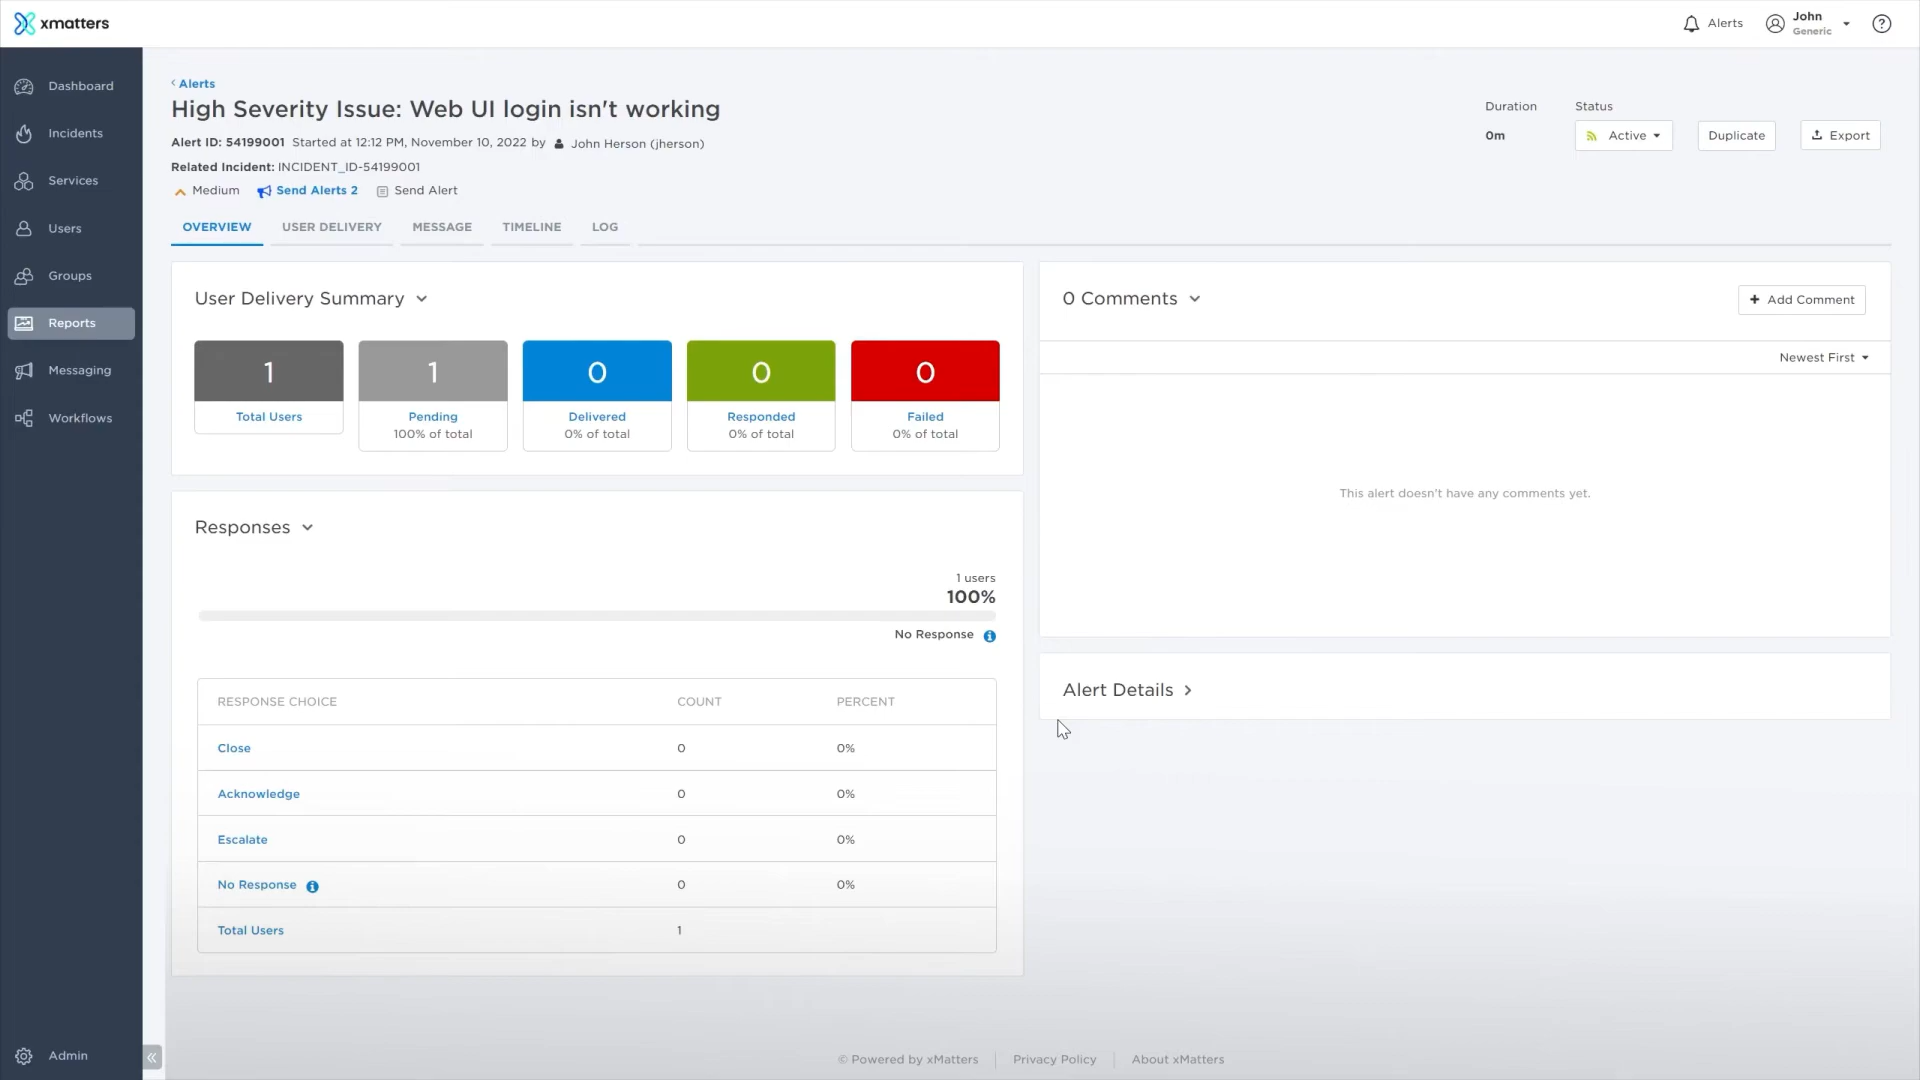 xmatters
Alerts
John
Generic
Dashboard
Incidents
Services
Users
Groups
Reports
Messaging
Workflows
Admin
Alerts
High Severity Issue: Web UI login isn't working
Alert ID: 54199001 Started at 12:12 PM, November 10, 2022 by John Herson (jherson)
Related Incident: INCIDENT_ID-54199001
Medium Send Alerts 2 Send Alert
Duration
0m
Status
Active
Duplicate
Export
OVERVIEW USER DELIVERY MESSAGE TIMELINE LOG
User Delivery Summary
1
Total Users
1
Pending
100% of total
0
Delivered
0% of total
0
Responded
0% of total
0
Failed
0% of total
Responses
1 users
100%
No Response
RESPONSE CHOICE COUNT PERCENT
Close 0 0%
Acknowledge 0 0%
Escalate 0 0%
No Response 0 0%
Total Users 1
0 Comments
+ Add Comment
Newest First
This alert doesn't have any comments yet.
Alert Details
© Powered by xMatters Privacy Policy About xMatters